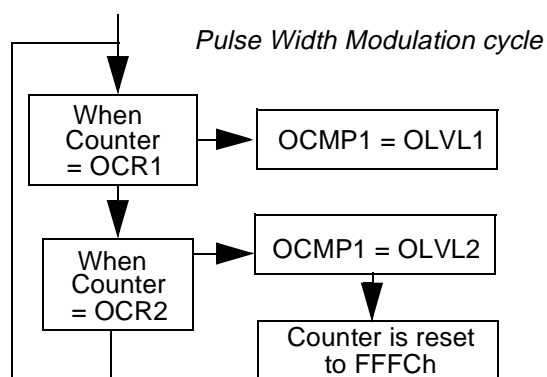 Pulse Width Modulation cycle
When
Counter
= OCR1
OCMP1 = OLVL1
When
Counter
= OCR2
OCMP1 = OLVL2
Counter is reset
to FFFCh